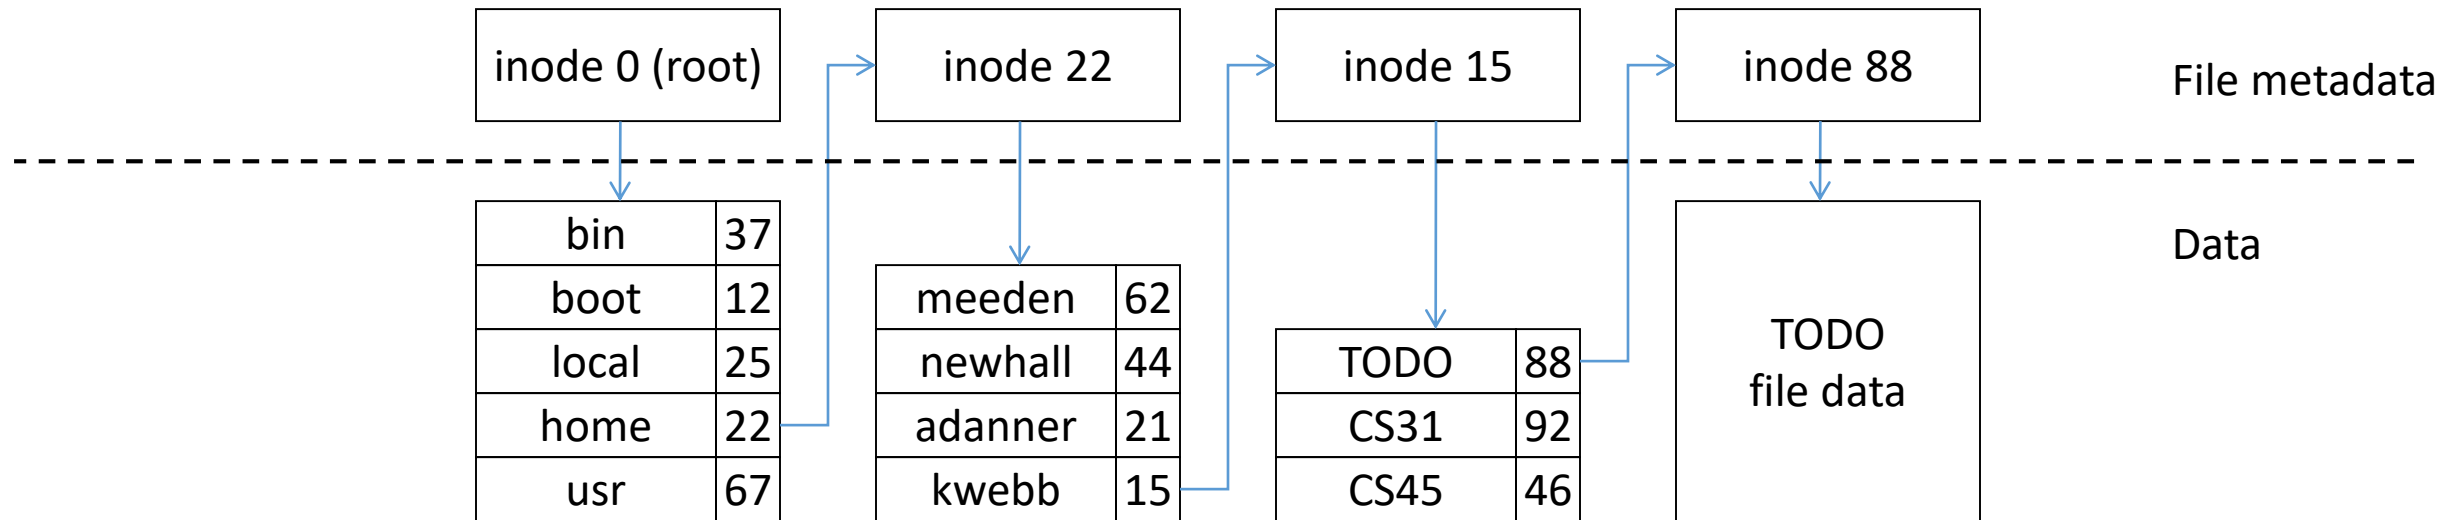 inode 0 (root)
inode 22
inode 15
inode 88
File metadata
bin 37
boot 12
local 25
home 22
usr 67
meeden 62
newhall 44
adanner 21
kwebb 15
TODO 88
CS31 92
CS45 46
TODO
file data
Data